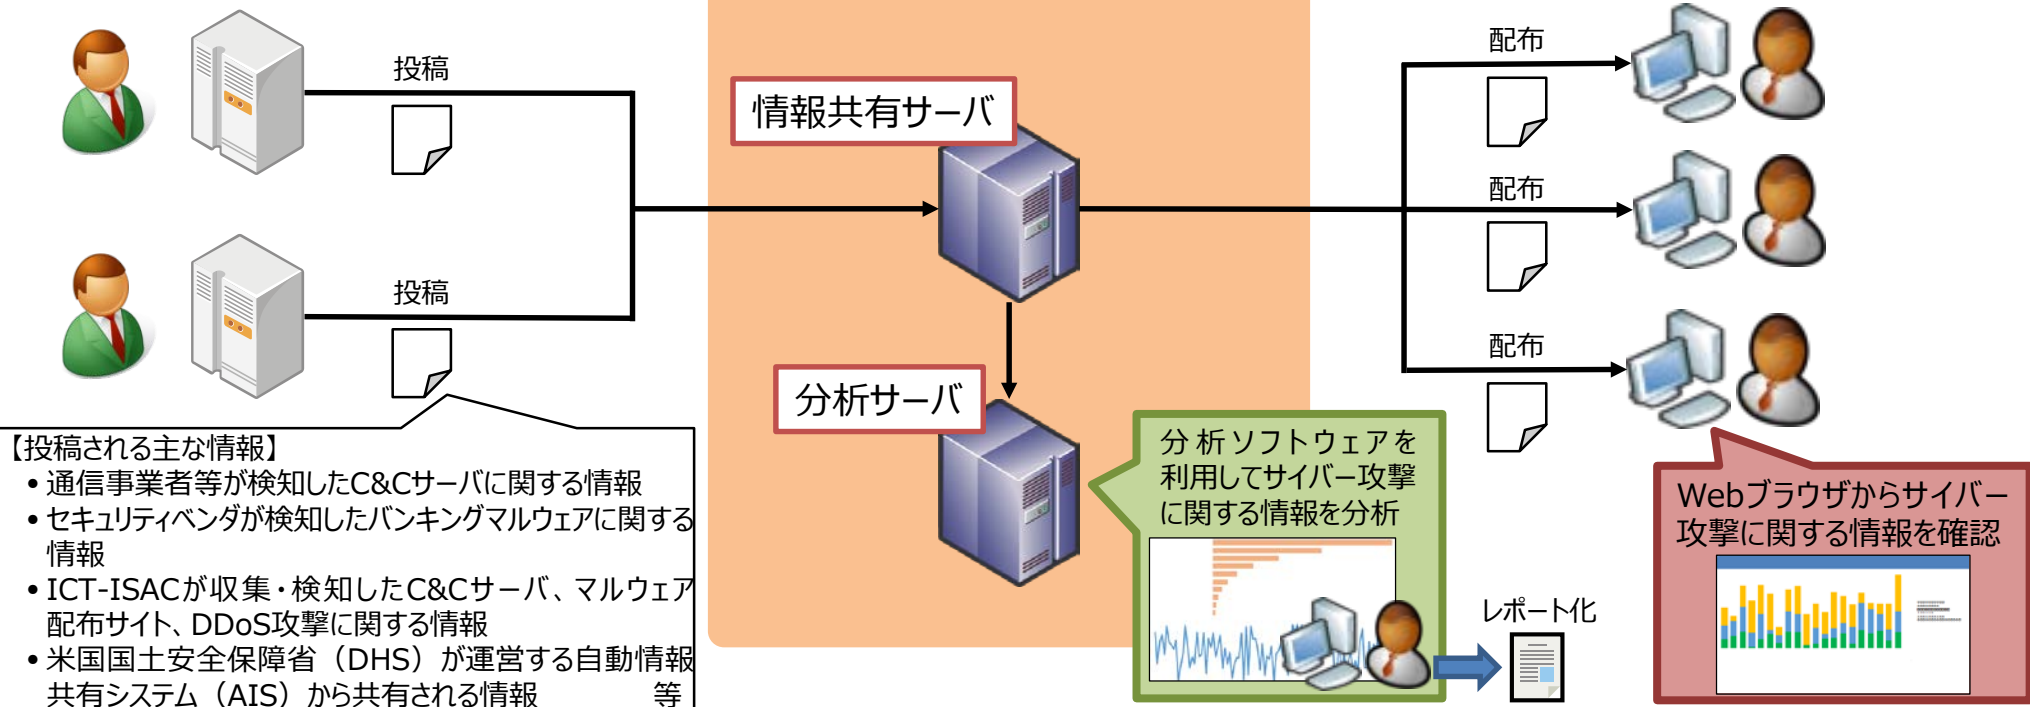 投稿
投稿
情報共有サーバ
分析サーバ
配布
配布
配布
【投稿される主な情報】
• 通信事業者等が検知したC&Cサーバに関する情報
• セキュリティベンダが検知したバンキングマルウェアに関する
情報
• ICT-ISACが収集・検知したC&Cサーバ、マルウェア
配布サイト、DDoS攻撃に関する情報
• 米国国土安全保障省（DHS）が運営する自動情報
共有システム（AIS）から共有される情報 等
分析ソフトウェアを
利用してサイバー攻撃
に関する情報を分析
レポート化
Webブラウザからサイバー
攻撃に関する情報を確認